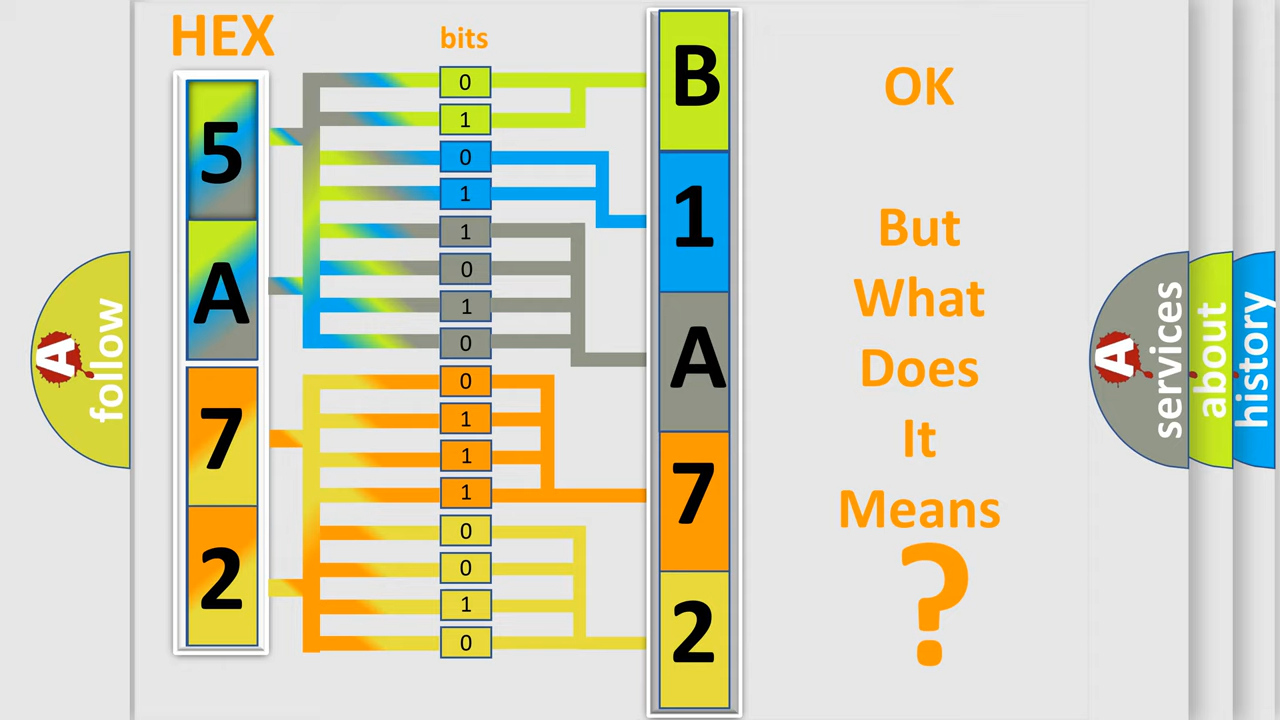 HEX
bits
5
A
7
2
0
1
0
1
1
0
1
0
0
1
1
1
0
0
1
0
B
1
A
7
2
OK
But
What
Does
It
Means
?
A
follow
A
services
about
history